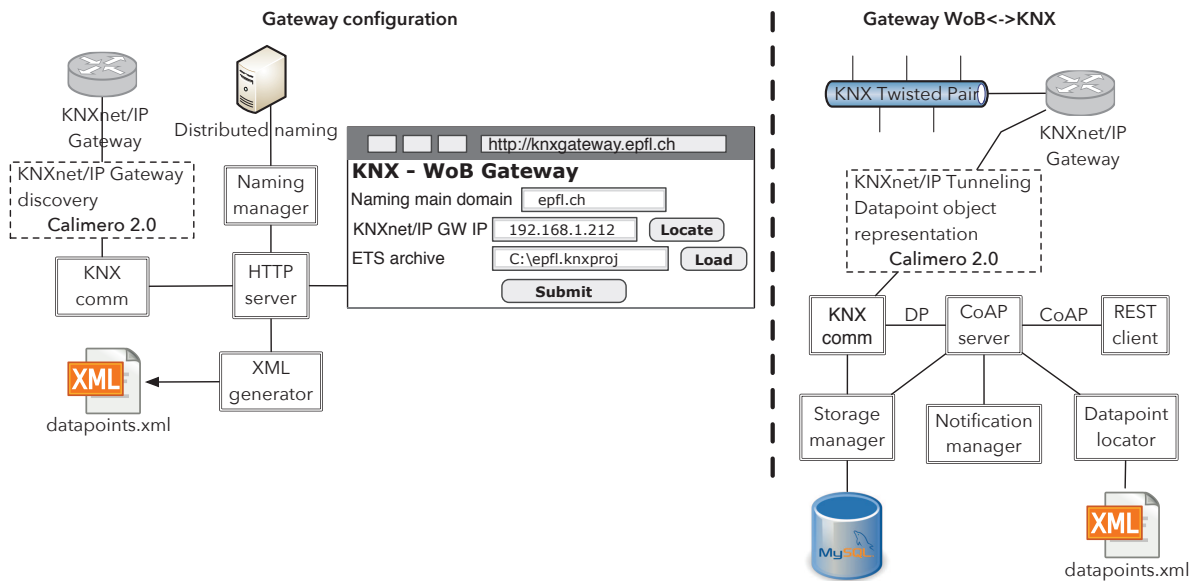 Gateway configuration
KNXnet/IP
Gateway
Distributed naming
KNXnet/IP Gateway
discovery
Calimero 2.0
Naming
manager
http://knxgateway.epfl.ch
KNX - WoB Gateway
Naming main domain epfl.ch
KNXnet/IP GW IP 192.168.1.212 Locate
ETS archive C:\epfl.knxproj Load
Submit
KNX
comm
HTTP
server
XML
generator
XML
datapoints.xml
Gateway WoB<->KNX
KNX Twisted Pair
KNXnet/IP
Gateway
KNXnet/IP Tunneling
Datapoint object
representation
Calimero 2.0
KNX
comm
DP
CoAP
server
CoAP
REST
client
Storage
manager
Notification
manager
Datapoint
locator
MySQL
XML
datapoints.xml